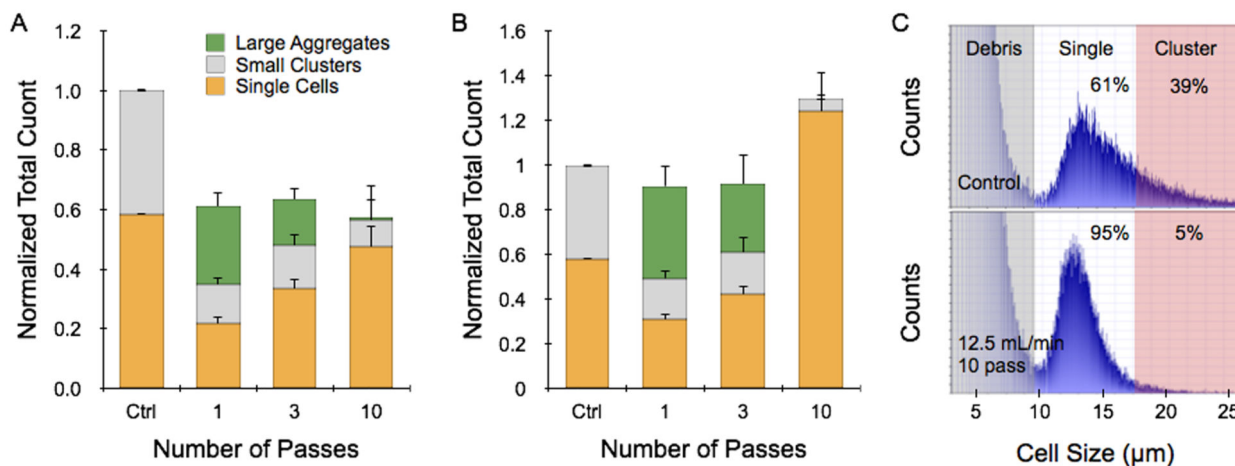 A
Normalized Total Cuont
1.2
1.0
0.8
0.6
0.4
0.2
0.0
Large Aggregates
Small Clusters
Single Cells
Ctrl 1 3 10
Number of Passes
B
Normalized Total Cuont
1.6
1.4
1.2
1
0.8
0.6
0.4
0.2
0
Ctrl 1 3 10
Number of Passes
C
Counts
Debris Single Cluster
61% 39%
Control
Counts
95% 5%
12.5 mL/min
10 pass
5 10 15 20 25
Cell Size (µm)